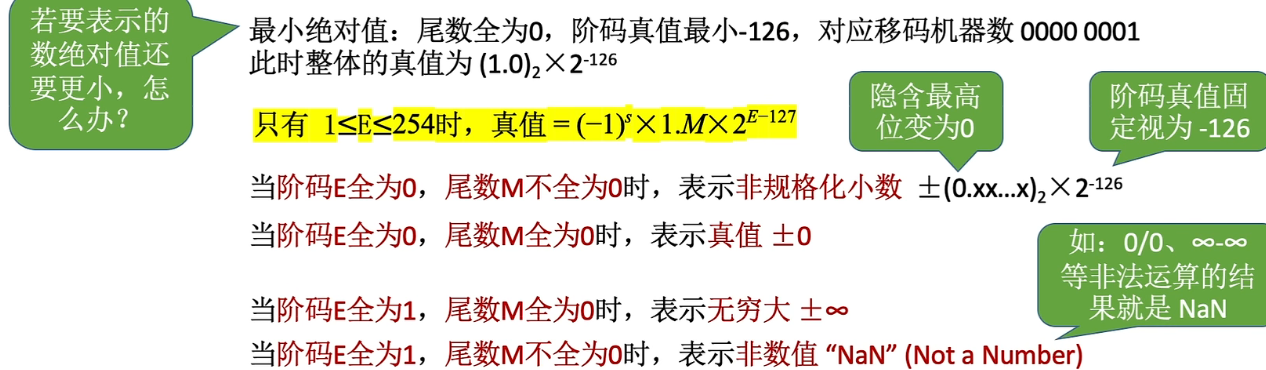 若要表示的
数绝对值还
要更小，怎
么办？
最小绝对值：尾数全为0，阶码真值最小-126，对应移码机器数 0000 0001
此时整体的真值为 (1.0)₂×2⁻¹²⁶
只有 1≤E≤254时，真值 = (−1)ˢ×1.M×2ᴱ⁻¹²⁷
隐含最高
位变为0
阶码真值固
定视为 -126
当阶码E全为0，尾数M不全为0时，表示非规格化小数 ±(0.xx...x)₂×2⁻¹²⁶
当阶码E全为0，尾数M全为0时，表示真值 ±0
如：0/0、∞-∞
等非法运算的结
果就是 NaN
当阶码E全为1，尾数M全为0时，表示无穷大 ±∞
当阶码E全为1，尾数M不全为0时，表示非数值 “NaN” (Not a Number)